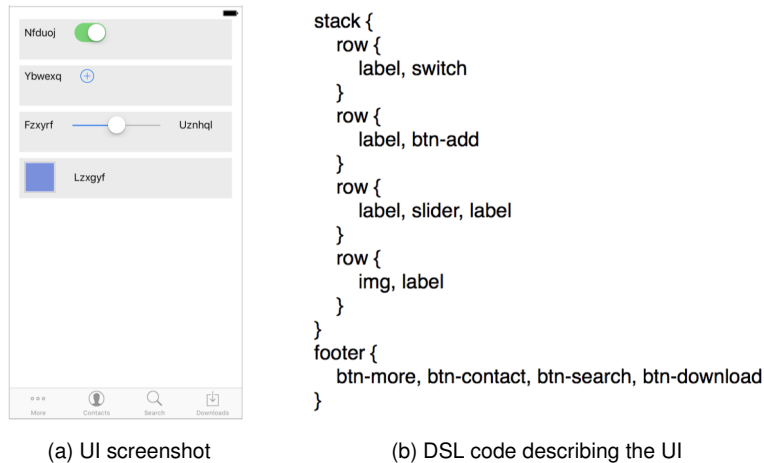 Nfduoj
Ybwexq
Fzxyrf Uznhql
Lzxgyf
More Contacts Search Downloads
(a) UI screenshot
stack {
row {
label, switch
}
row {
label, btn-add
}
row {
label, slider, label
}
row {
img, label
}
}
footer {
btn-more, btn-contact, btn-search, btn-download
}
(b) DSL code describing the UI